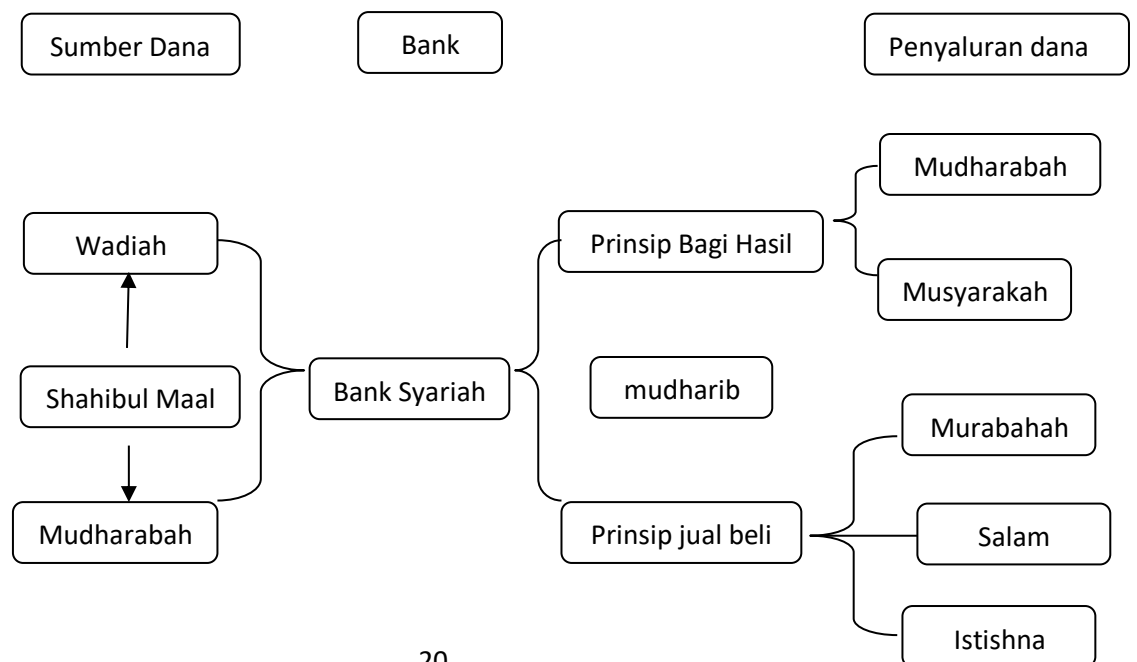 Sumber Dana
Bank
Penyaluran dana
Mudharabah
Wadiah
Prinsip Bagi Hasil
Musyarakah
Shahibul Maal
Bank Syariah
mudharib
Murabahah
Mudharabah
Prinsip jual beli
Salam
Istishna
20